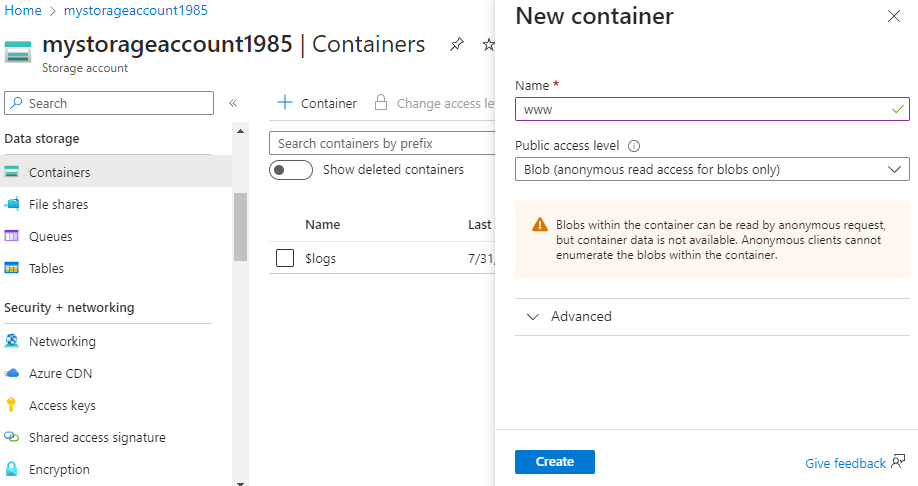 Home > mystorageaccount1985
mystorageaccount1985 | Containers
Storage account
Search
«
Data storage
Containers
File shares
Queues
Tables
Security + networking
Networking
Azure CDN
Access keys
Shared access signature
Encryption
+ Container
Change access le
Search containers by prefix
Show deleted containers
Name Last
$logs 7/31,
New container
Name *
www
Public access level
Blob (anonymous read access for blobs only)
Blobs within the container can be read by anonymous request,
but container data is not available. Anonymous clients cannot
enumerate the blobs within the container.
Advanced
Create
Give feedback